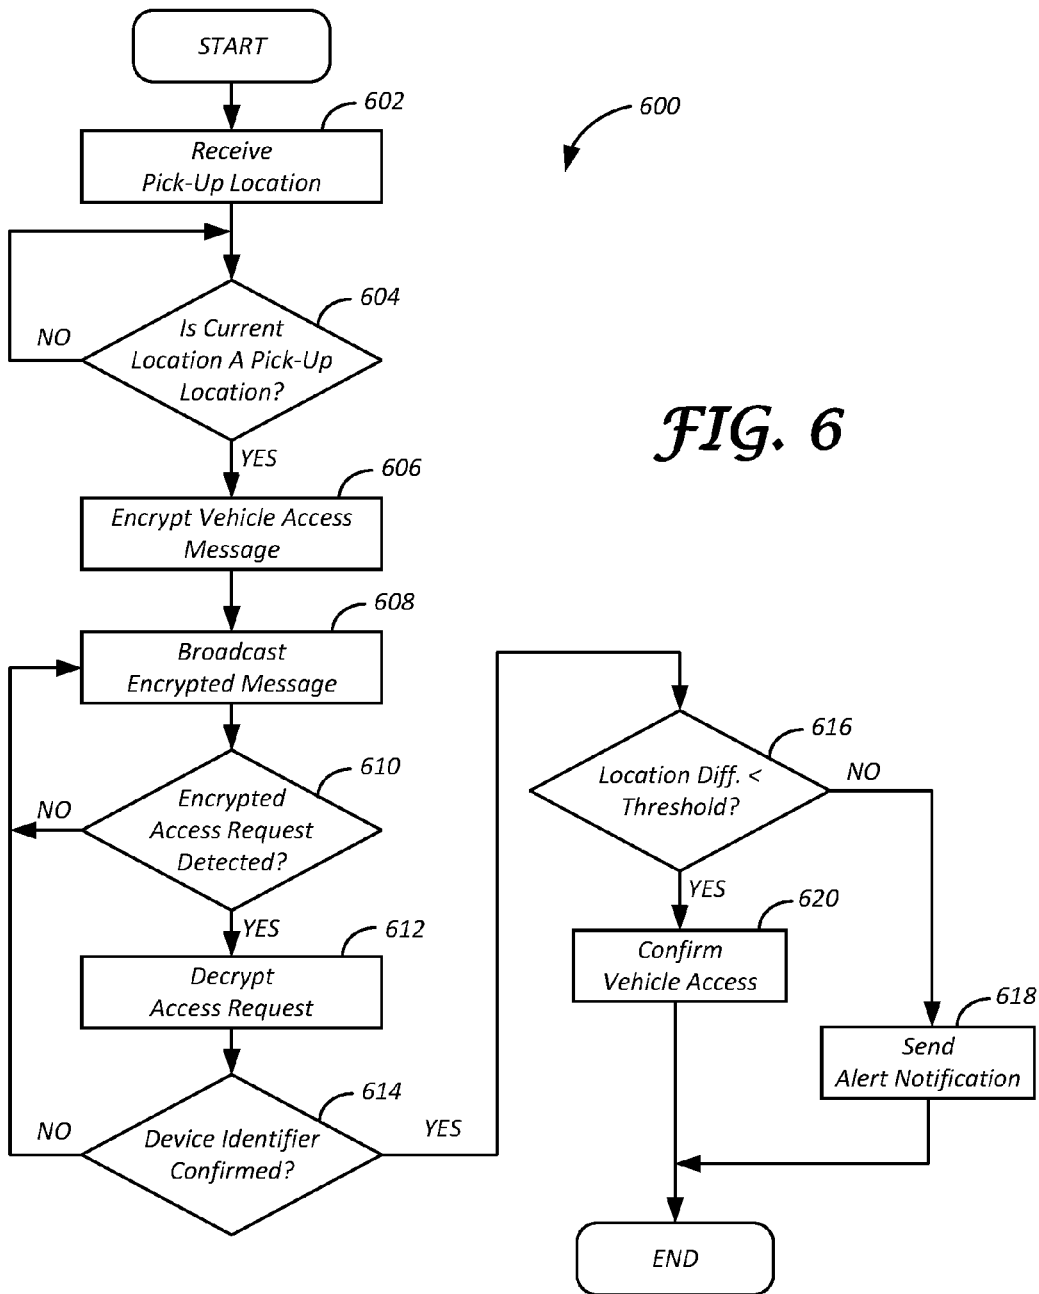 START
602
Receive
Pick-Up Location
600
604
Is Current
Location A Pick-Up
Location?
NO
YES
FIG. 6
606
Encrypt Vehicle Access
Message
608
Broadcast
Encrypted Message
610
Encrypted
Access Request
Detected?
NO
YES
612
Decrypt
Access Request
614
Device Identifier
Confirmed?
NO
YES
616
Location Diff. <
Threshold?
NO
YES
620
Confirm
Vehicle Access
618
Send
Alert Notification
END